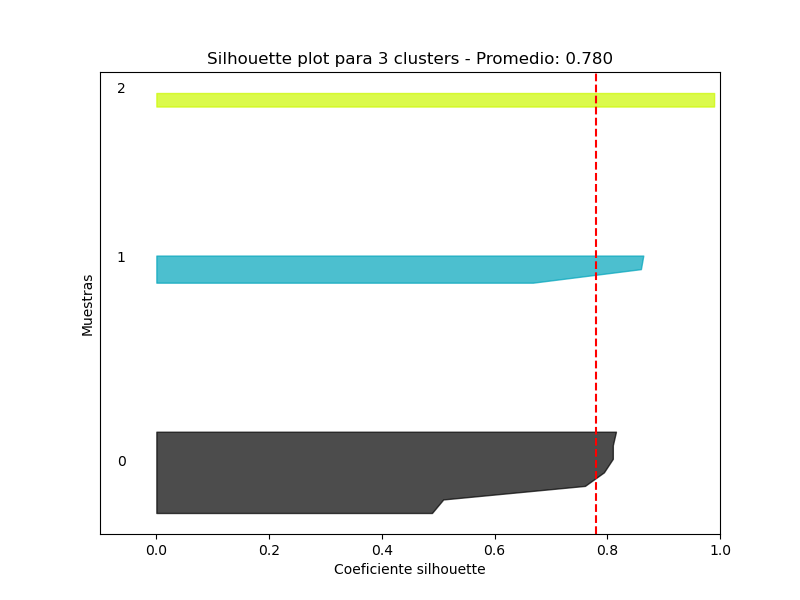 Silhouette plot para 3 clusters - Promedio: 0.780
2
1
0
Muestras
0.0 0.2 0.4 0.6 0.8 1.0
Coeficiente silhouette